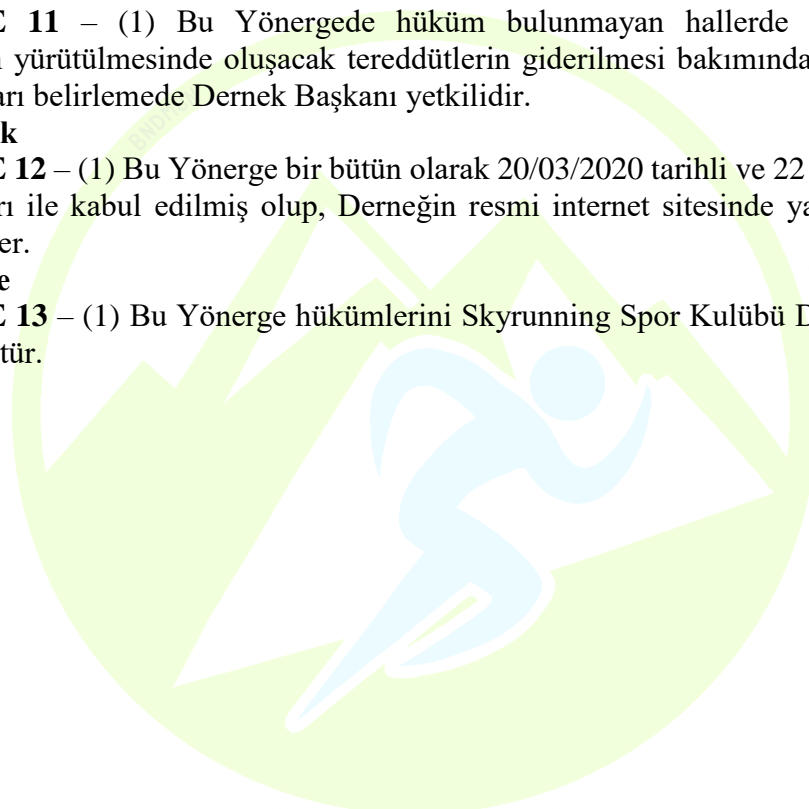 E 11 – (1) Bu Yönergede hüküm bulunmayan hallerde
yürütülmesinde oluşacak tereddütlerin giderilmesi bakımında
arı belirlemede Dernek Başkanı yetkilidir.
k
E 12 – (1) Bu Yönerge bir bütün olarak 20/03/2020 tarihli ve 22
rı ile kabul edilmiş olup, Derneğin resmi internet sitesinde ya
er.
e
E 13 – (1) Bu Yönerge hükümlerini Skyrunning Spor Kulübü D
tür.